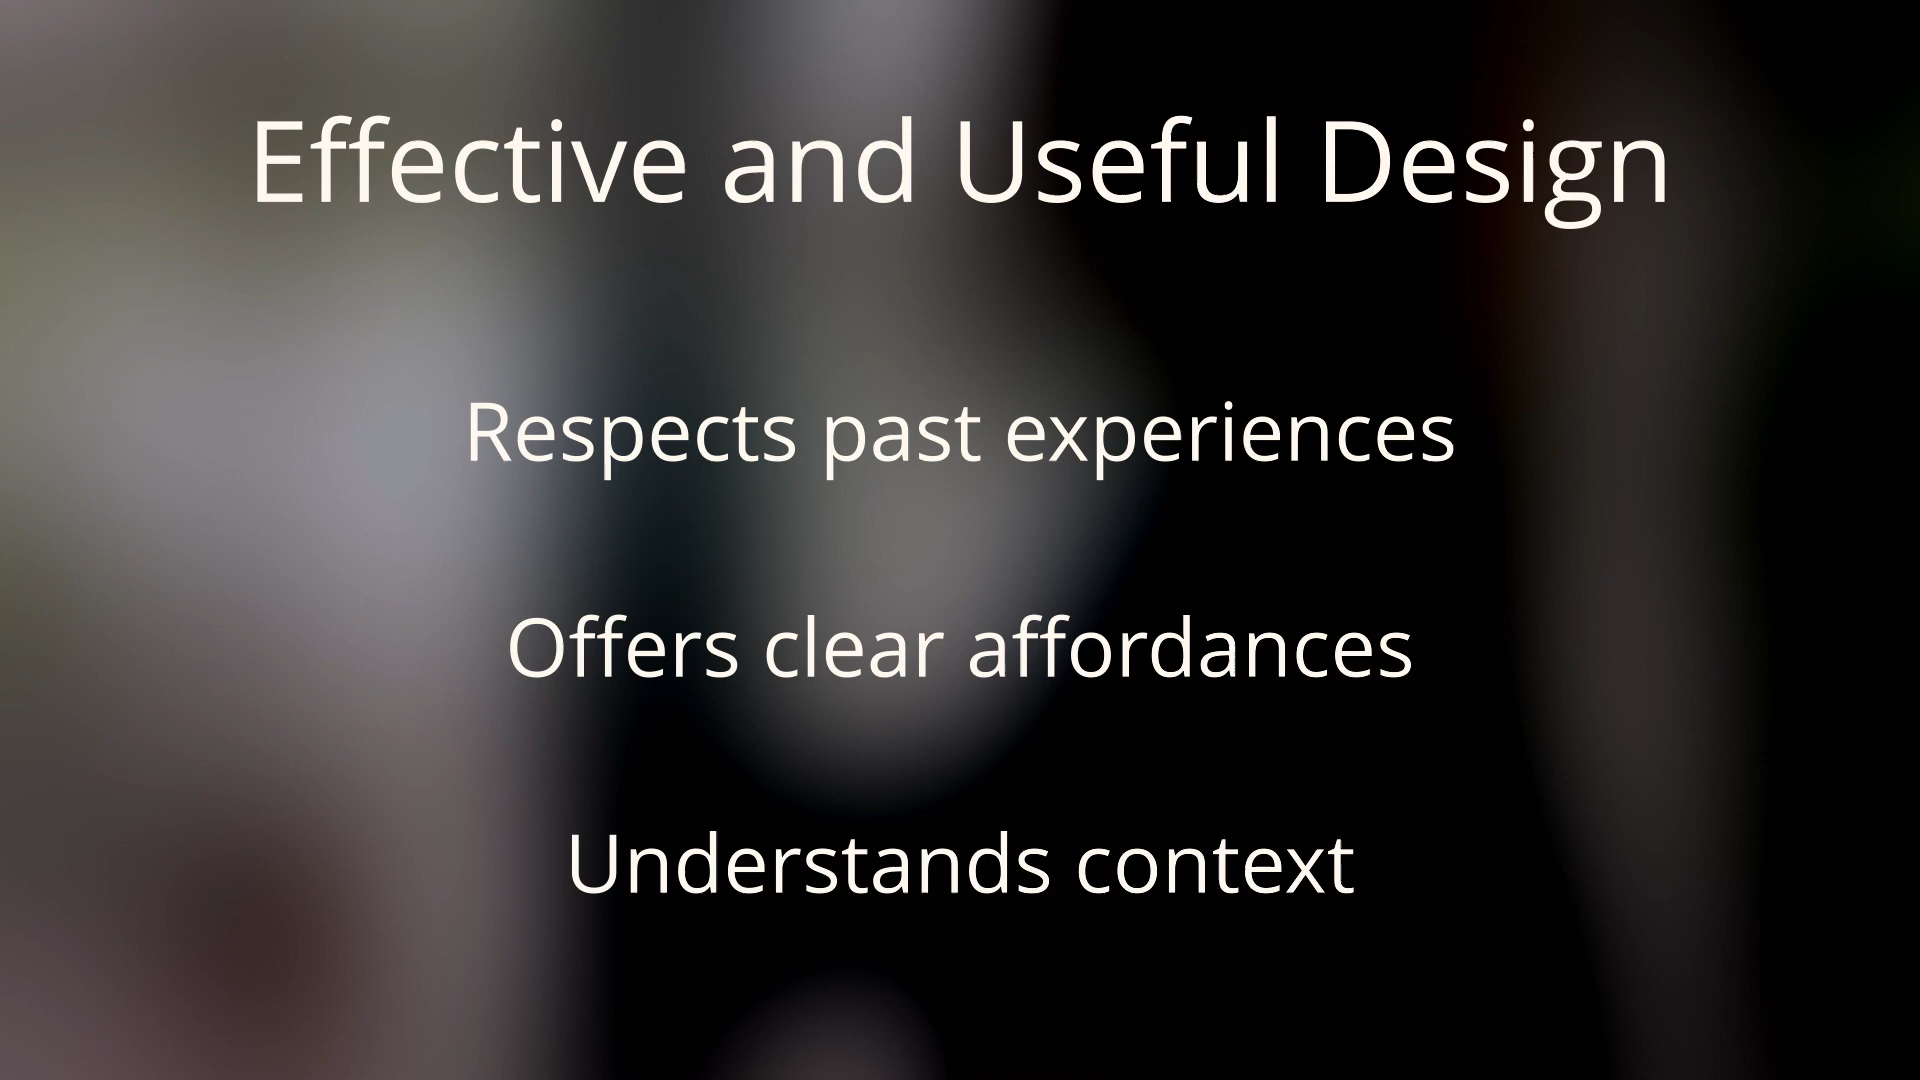 Effective and Useful Design
Respects past experiences
Offers clear affordances
Understands context